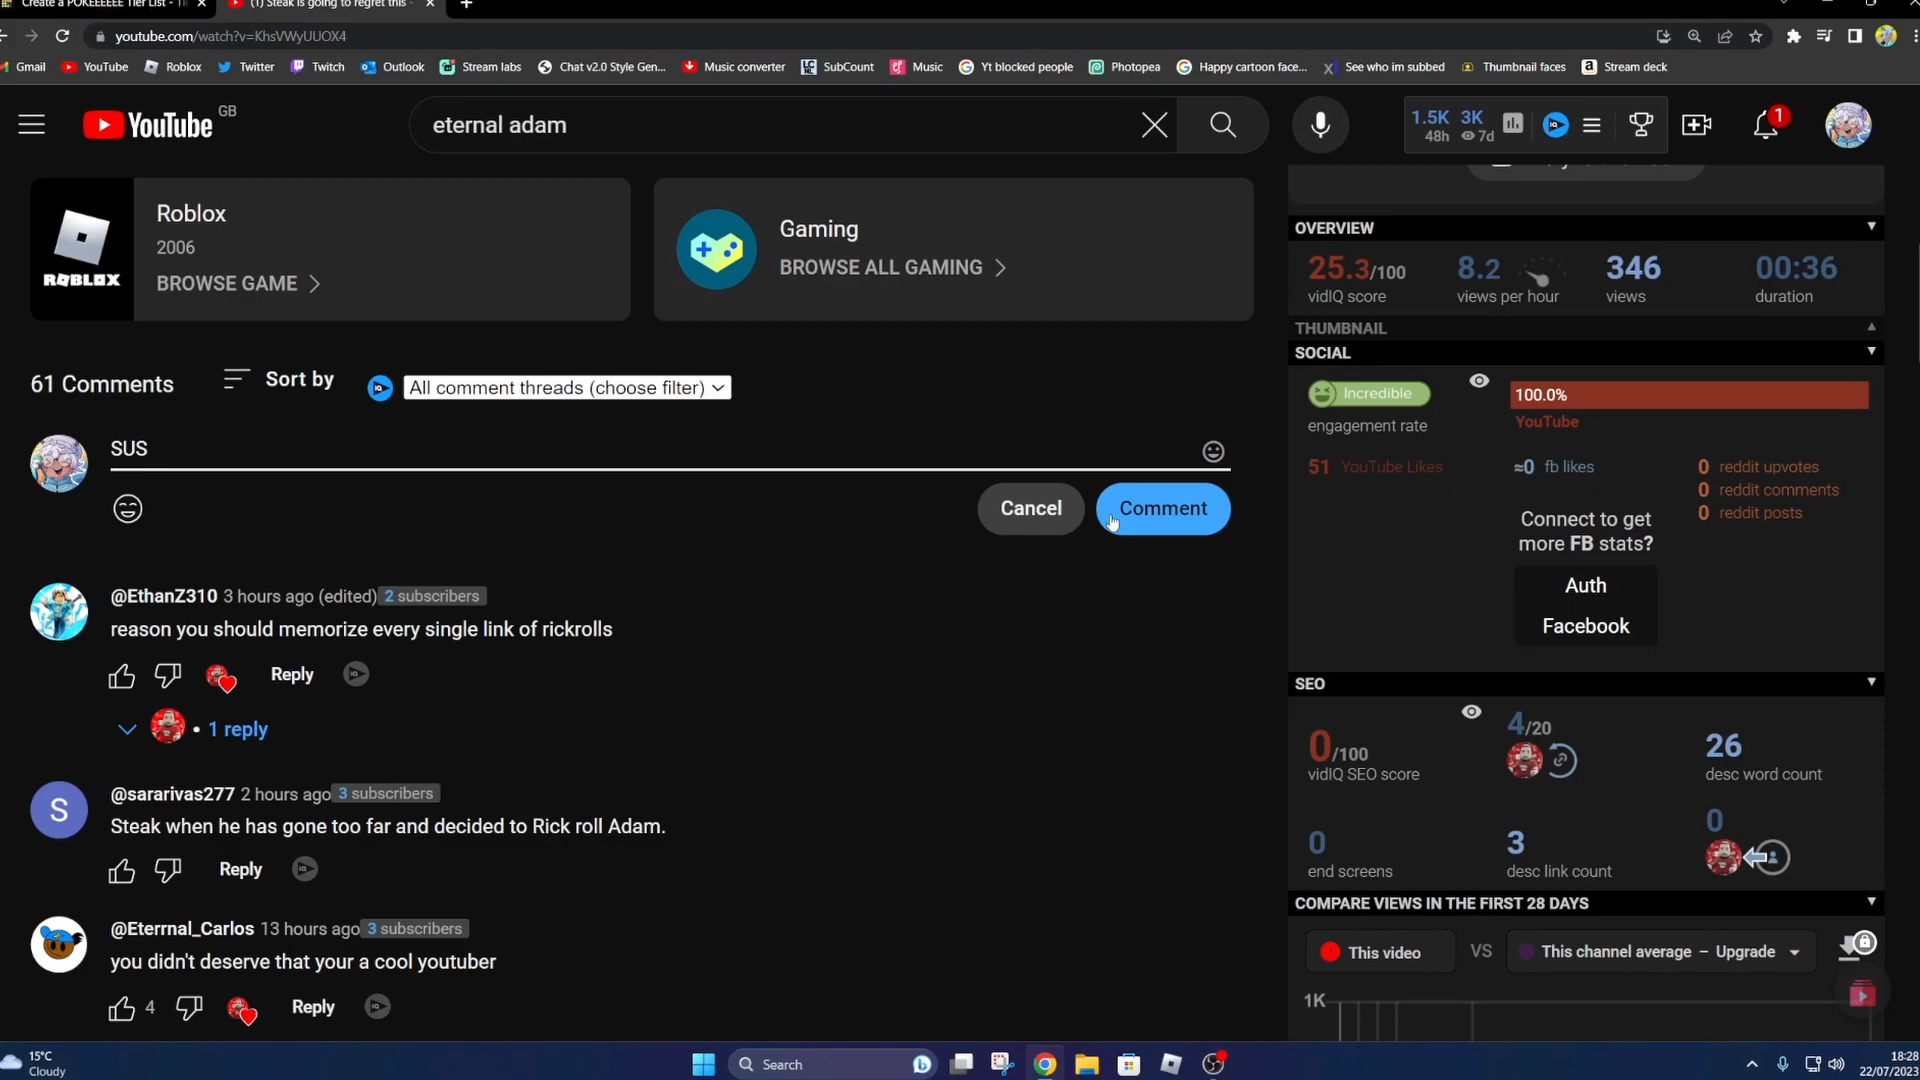 Create a POKEEEEE Tier List -
(1) Steak is going to regret this -
youtube.com/watch?v=KhsVWyUUOX4
Gmail YouTube Roblox Twitter Twitch Outlook Stream labs Chat v2.0 Style Gen... Music converter SubCount Music Yt blocked people Photopea Happy cartoon face... See who im subbed Thumbnail faces Stream deck
YouTube GB
eternal adam
1.5K 3K
48h 7d
1
Roblox
2006
BROWSE GAME
ROBLOX
Gaming
BROWSE ALL GAMING
61 Comments
Sort by
All comment threads (choose filter)
SUS
Cancel
Comment
@EthanZ310 3 hours ago (edited) 2 subscribers
reason you should memorize every single link of rickrolls
Reply
1 reply
S
@sararivas277 2 hours ago 3 subscribers
Steak when he has gone too far and decided to Rick roll Adam.
Reply
@Eterrnal_Carlos 13 hours ago 3 subscribers
you didn't deserve that your a cool youtuber
4 Reply
OVERVIEW
25.3/100 8.2 346 00:36
vidIQ score views per hour views duration
THUMBNAIL
SOCIAL
Incredible
engagement rate
100.0%
YouTube
51 YouTube Likes
≈0 fb likes
0 reddit upvotes
0 reddit comments
0 reddit posts
Connect to get
more FB stats?
Auth
Facebook
SEO
0/100
vidIQ SEO score
4/20
26
desc word count
0
end screens
3
desc link count
0
COMPARE VIEWS IN THE FIRST 28 DAYS
This video VS This channel average – Upgrade
1K
15°C
Cloudy
Search
18:28
22/07/2023